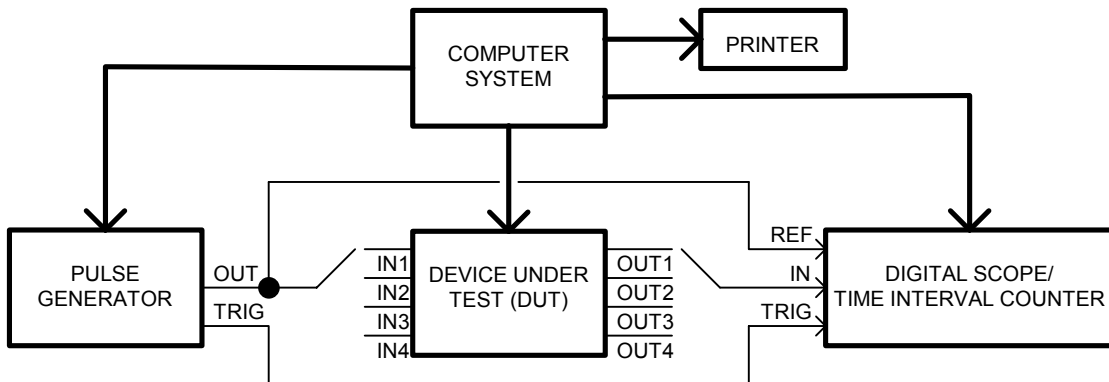 COMPUTER
SYSTEM
PRINTER
PULSE
GENERATOR
OUT
TRIG
IN1
IN2
IN3
IN4
DEVICE UNDER
TEST (DUT)
OUT1
OUT2
OUT3
OUT4
REF
IN
TRIG
DIGITAL SCOPE/
TIME INTERVAL COUNTER